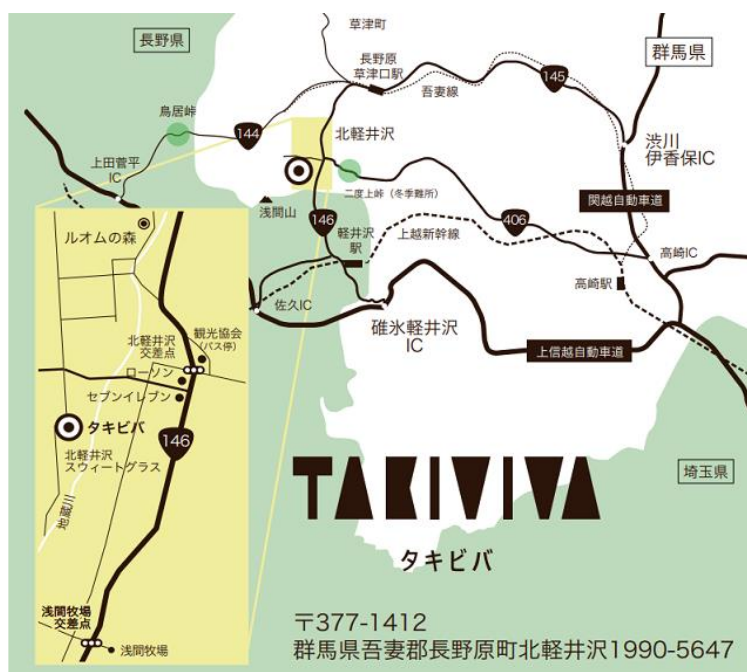 草津町
長野県
長野原
草津口駅
群馬県
145
吾妻線
鳥居峠
144
北軽井沢
渋川
伊香保IC
上田菅平
IC
二度上峠（冬季難所）
関越自動車道
浅間山
146
406
上越新幹線
軽井沢
駅
高崎IC
高崎駅
佐久IC
碓氷軽井沢
IC
上信越自動車道
ルオムの森
観光協会
（バス停）
北軽井沢
交差点
ローソン
セブンイレブン
タキビバ
146
北軽井沢
スウィートグラス
浅間牧場
交差点
浅間牧場
埼玉県
TAKIVIVA
タキビバ
〒377-1412
群馬県吾妻郡長野原町北軽井沢1990-5647